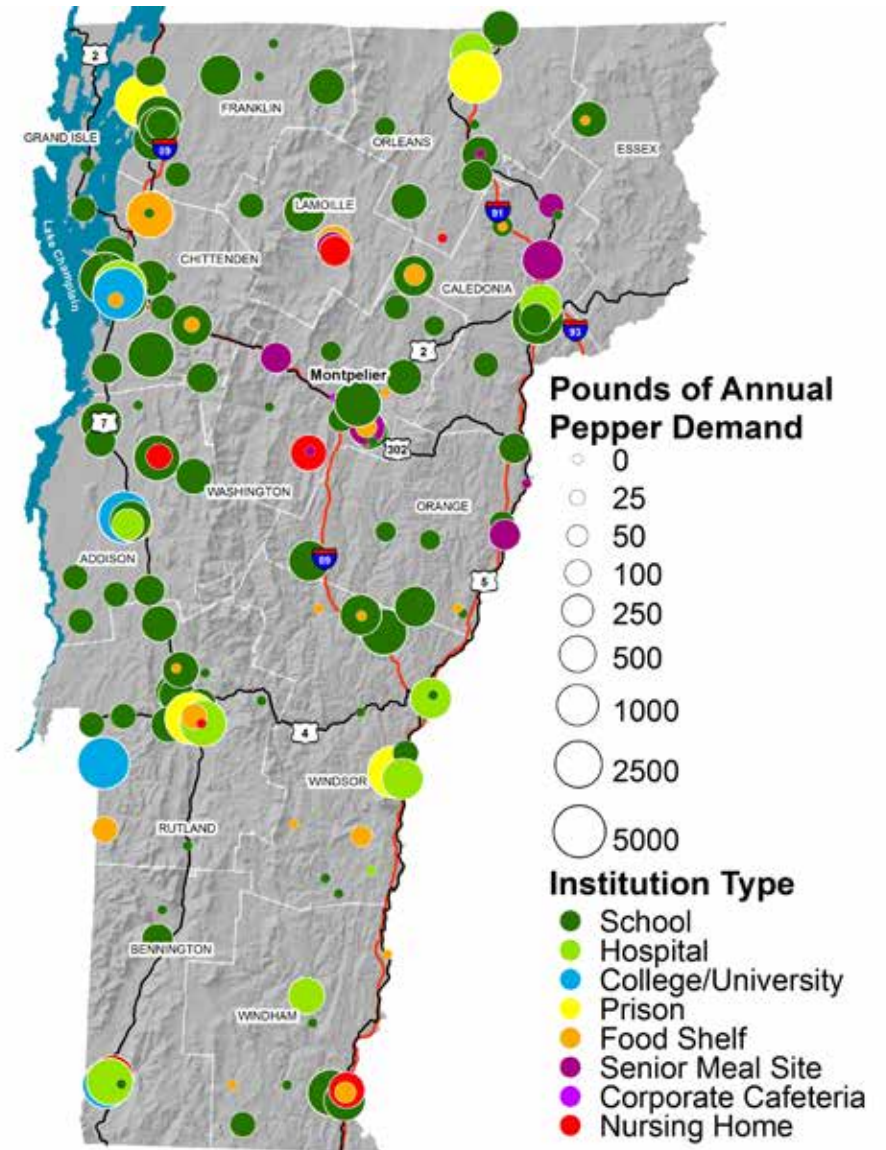 2
FRANKLIN
GRAND ISLE
ORLEANS
89
ESSEX
LAMOILLE
91
Lake Champlain
CHITTENDEN
CALEDONIA
93
2
Montpelier
7
302
WASHINGTON
ORANGE
ADDISON
89
5
4
WINDSOR
RUTLAND
BENNINGTON
WINDHAM
Pounds of Annual
Pepper Demand
0
25
50
100
250
500
1000
2500
5000
Institution Type
School
Hospital
College/University
Prison
Food Shelf
Senior Meal Site
Corporate Cafeteria
Nursing Home